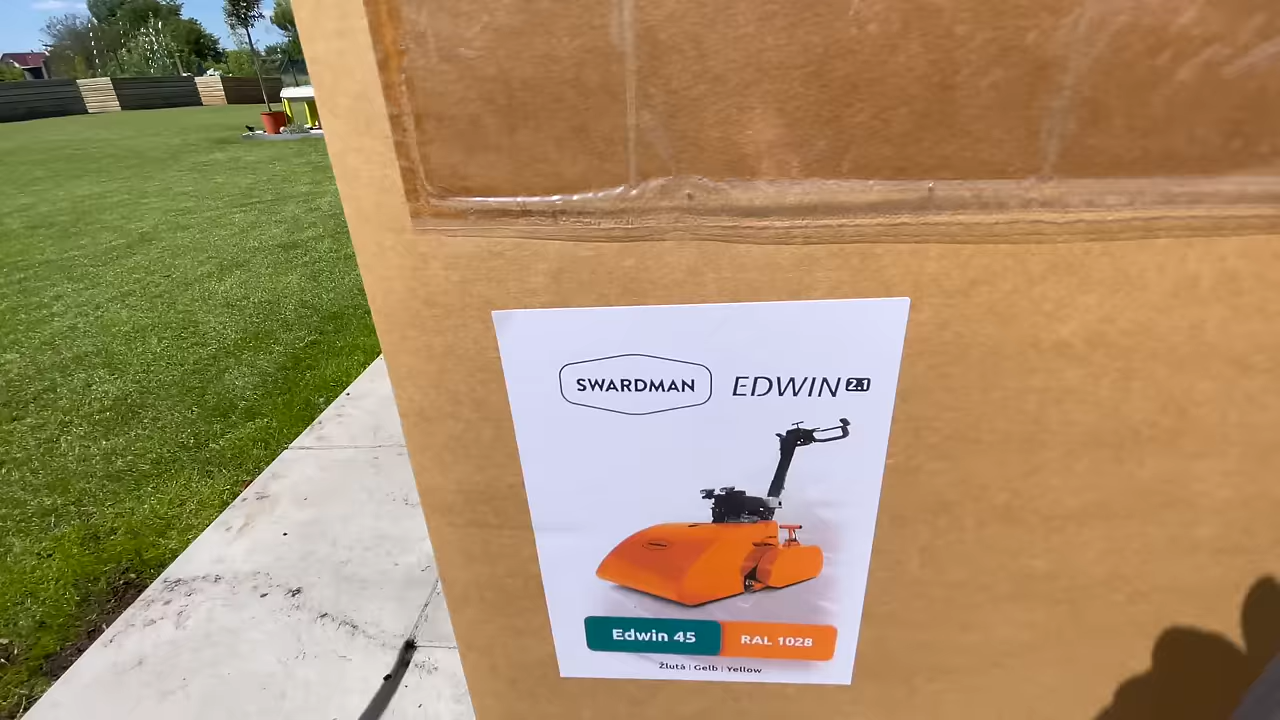 SWARDMAN EDWIN 2.1
Edwin 45 RAL 1028
Žlutá | Gelb | Yellow